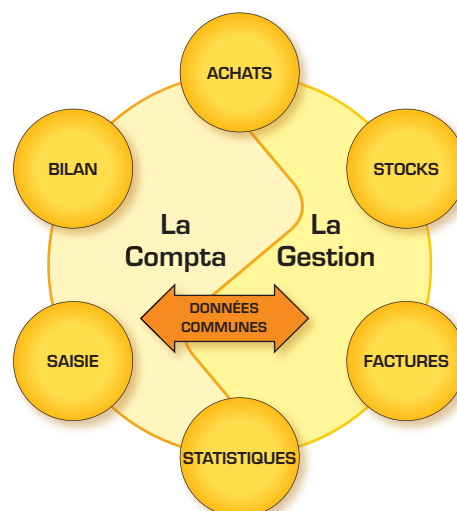 ACHATS
BILAN
STOCKS
La
Compta
La
Gestion
DONNÉES
COMMUNES
SAISIE
FACTURES
STATISTIQUES